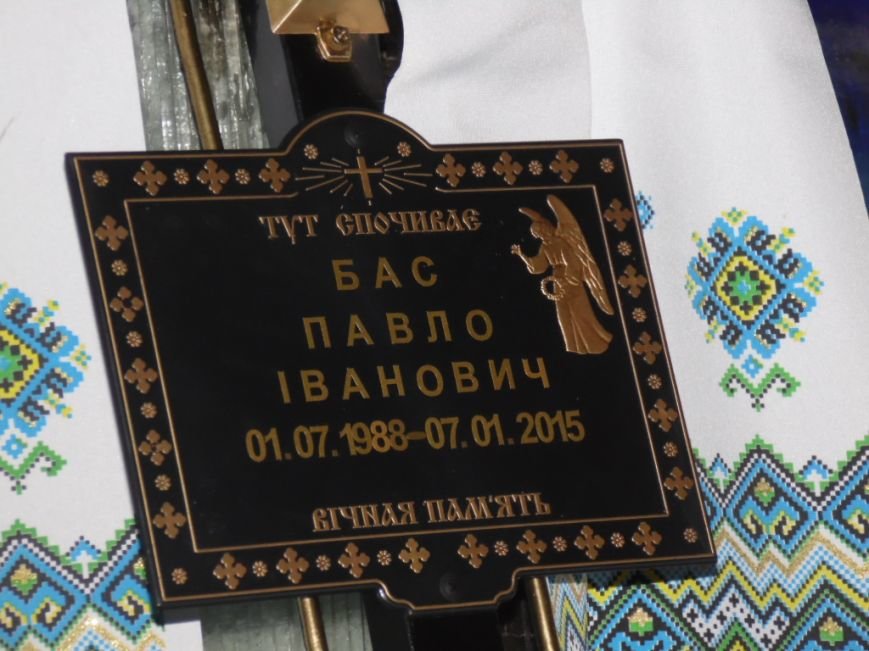 ТУТ СПОЧИВАЄ
БАС
ПАВЛО
ІВАНОВИЧ
01.07.1988-07.01.2015
ВІЧНАЯ ПАМ'ЯТЬ